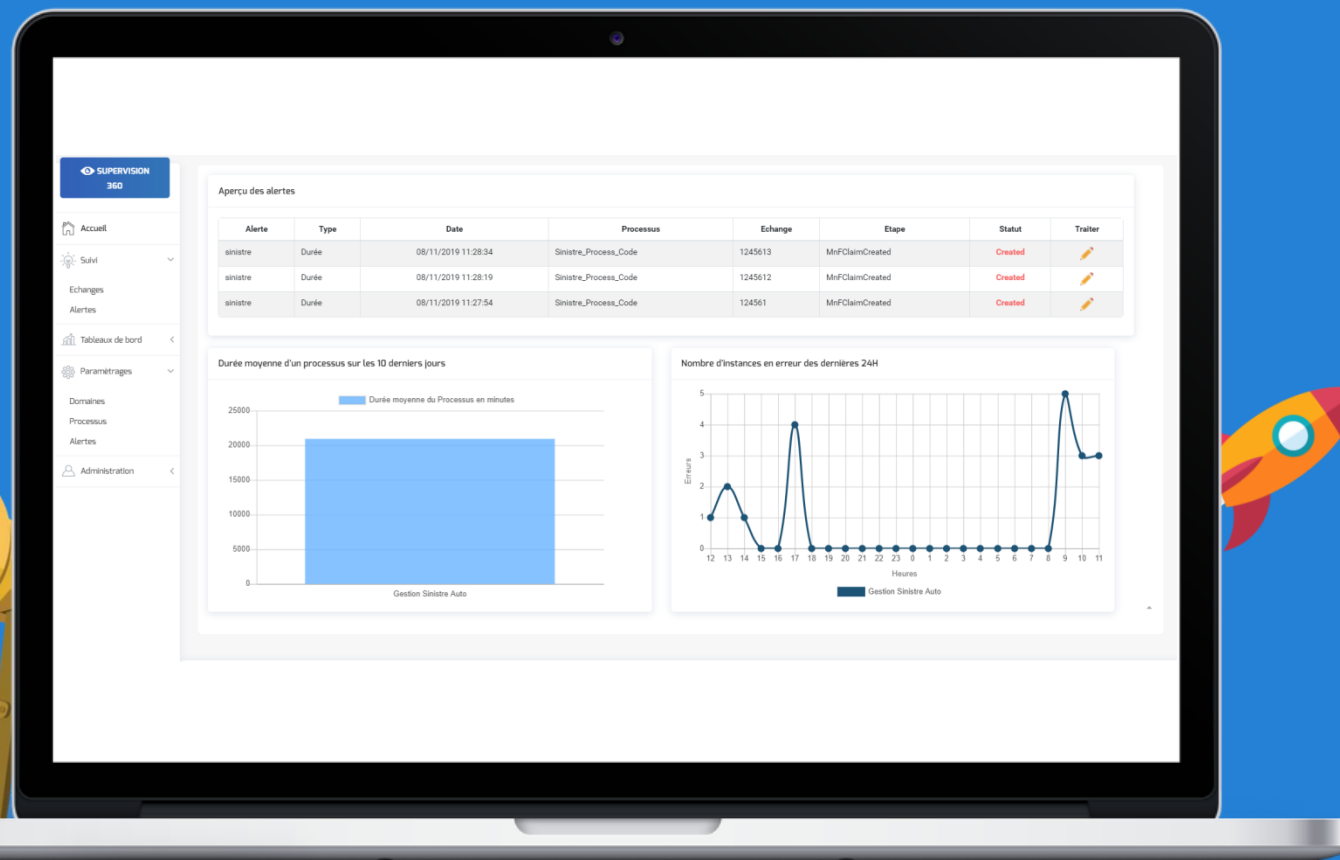 SUPERVISION
360
Accueil
Suivi
Echanges
Alertes
Tableaux de bord
Paramétrages
Domaines
Processus
Alertes
Administration
Aperçu des alertes
Alerte Type Date Processus Echange Etape Statut Traiter
sinistre Durée 08/11/2019 11:28:34 Sinistre_Process_Code 1245613 MnFClaimCreated Created
sinistre Durée 08/11/2019 11:28:19 Sinistre_Process_Code 1245612 MnFClaimCreated Created
sinistre Durée 08/11/2019 11:27:54 Sinistre_Process_Code 124561 MnFClaimCreated Created
Durée moyenne d'un processus sur les 10 derniers jours
Durée moyenne du Processus en minutes
25000
20000
15000
10000
5000
0
Gestion Sinistre Auto
Nombre d'instances en erreur des dernières 24H
Erreurs
5
4
3
2
1
0
12 13 14 15 16 17 18 19 20 21 22 23 0 1 2 3 4 5 6 7 8 9 10 11
Heures
Gestion Sinistre Auto